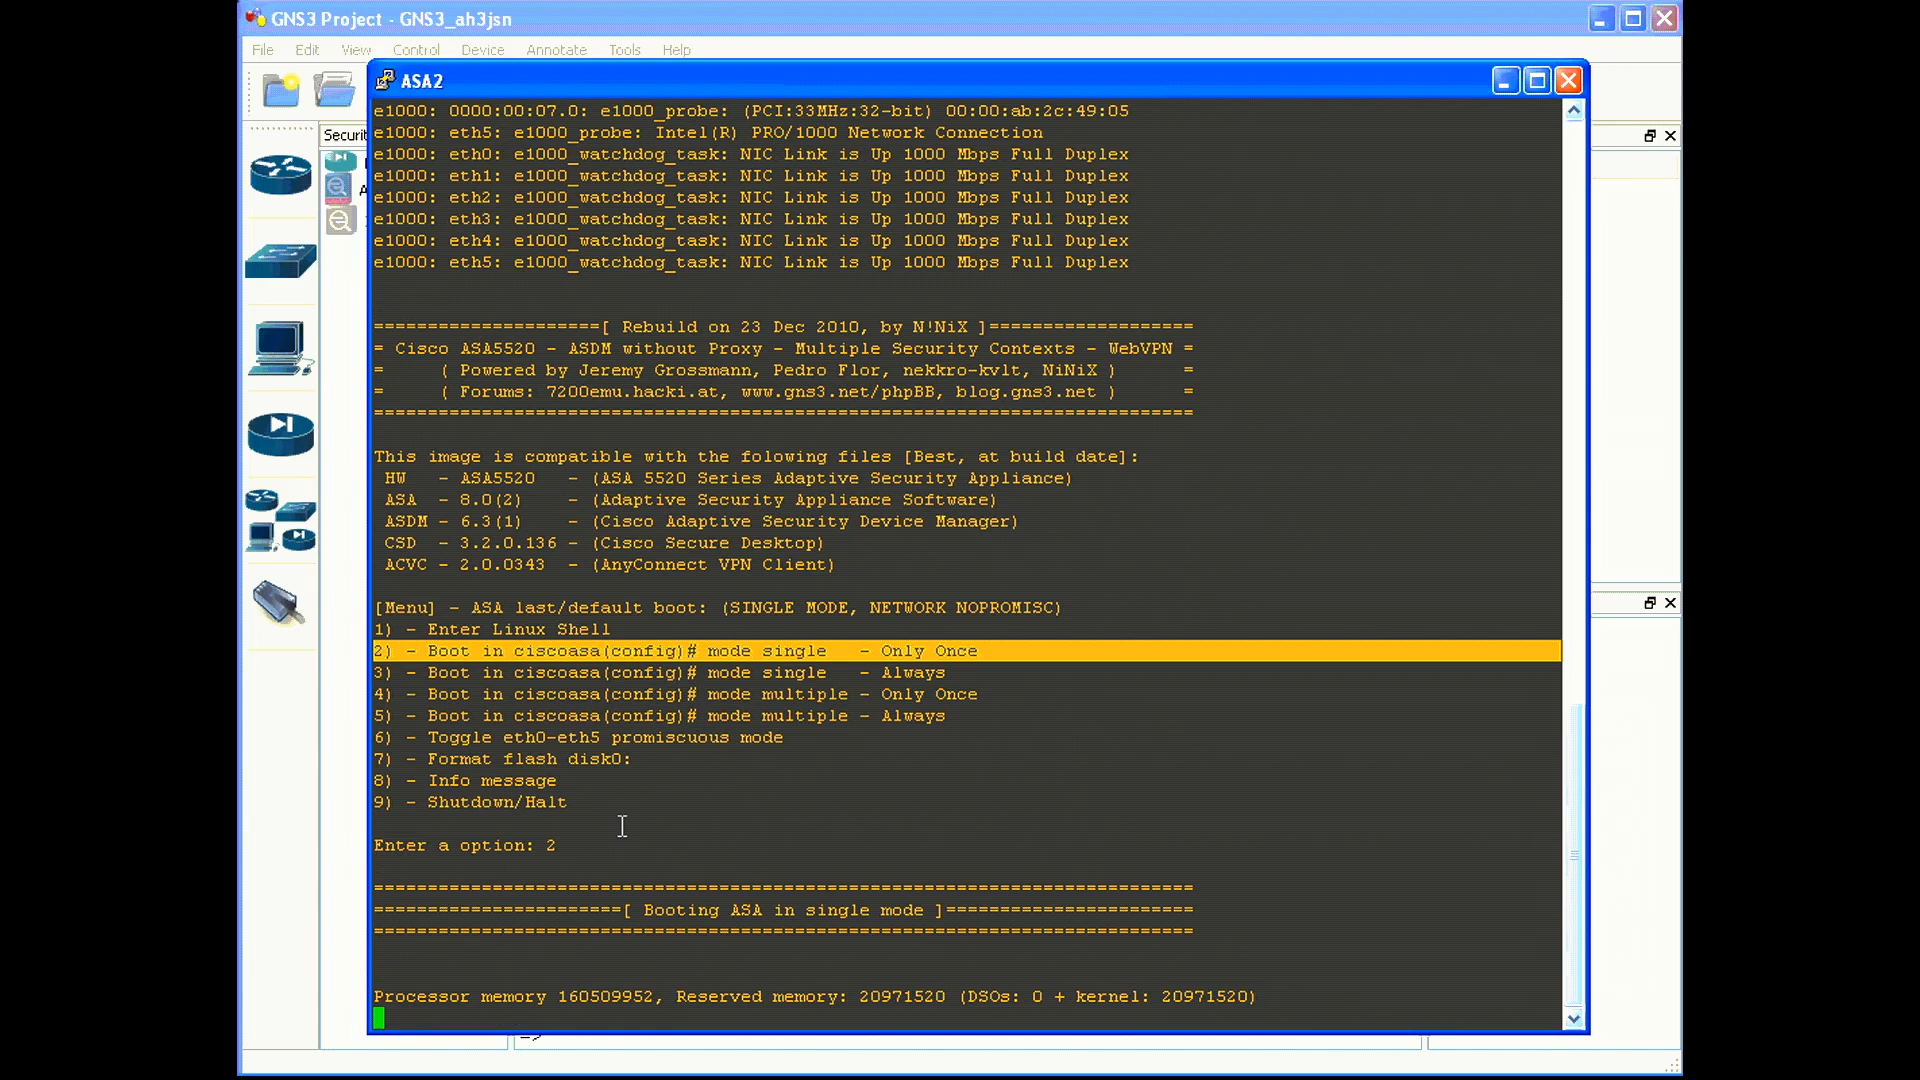 GNS3 Project - GNS3_ah3jsn
File Edit View Control Device Annotate Tools Help
ASA2
Securit
e1000: 0000:00:07.0: e1000_probe: (PCI:33MHz:32-bit) 00:00:ab:2c:49:05
e1000: eth5: e1000_probe: Intel(R) PRO/1000 Network Connection
e1000: eth0: e1000_watchdog_task: NIC Link is Up 1000 Mbps Full Duplex
e1000: eth1: e1000_watchdog_task: NIC Link is Up 1000 Mbps Full Duplex
e1000: eth2: e1000_watchdog_task: NIC Link is Up 1000 Mbps Full Duplex
e1000: eth3: e1000_watchdog_task: NIC Link is Up 1000 Mbps Full Duplex
e1000: eth4: e1000_watchdog_task: NIC Link is Up 1000 Mbps Full Duplex
e1000: eth5: e1000_watchdog_task: NIC Link is Up 1000 Mbps Full Duplex
=====================[ Rebuild on 23 Dec 2010, by N!NiX ]===================
= Cisco ASA5520 - ASDM without Proxy - Multiple Security Contexts - WebVPN =
= ( Powered by Jeremy Grossmann, Pedro Flor, nekkro-kvlt, NiNiX ) =
= ( Forums: 7200emu.hacki.at, www.gns3.net/phpBB, blog.gns3.net ) =
============================================================================
This image is compatible with the folowing files [Best, at build date]:
HW - ASA5520 - (ASA 5520 Series Adaptive Security Appliance)
ASA - 8.0(2) - (Adaptive Security Appliance Software)
ASDM - 6.3(1) - (Cisco Adaptive Security Device Manager)
CSD - 3.2.0.136 - (Cisco Secure Desktop)
ACVC - 2.0.0343 - (AnyConnect VPN Client)
[Menu] - ASA last/default boot: (SINGLE MODE, NETWORK NOPROMISC)
1) - Enter Linux Shell
2) - Boot in ciscoasa(config)# mode single - Only Once
3) - Boot in ciscoasa(config)# mode single - Always
4) - Boot in ciscoasa(config)# mode multiple - Only Once
5) - Boot in ciscoasa(config)# mode multiple - Always
6) - Toggle eth0-eth5 promiscuous mode
7) - Format flash disk0:
8) - Info message
9) - Shutdown/Halt
Enter a option: 2
============================================================================
=======================[ Booting ASA in single mode ]=======================
============================================================================
Processor memory 160509952, Reserved memory: 20971520 (DSOs: 0 + kernel: 20971520)
=>